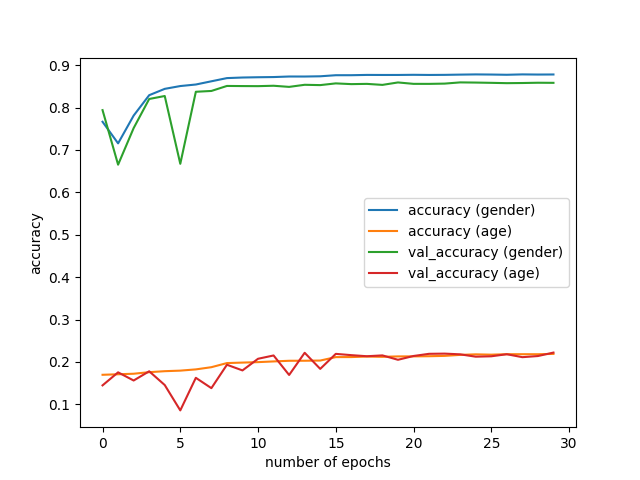 0.9
0.8
0.7
0.6
0.5
0.4
0.3
0.2
0.1
accuracy
accuracy (gender)
accuracy (age)
val_accuracy (gender)
val_accuracy (age)
0 5 10 15 20 25 30
number of epochs